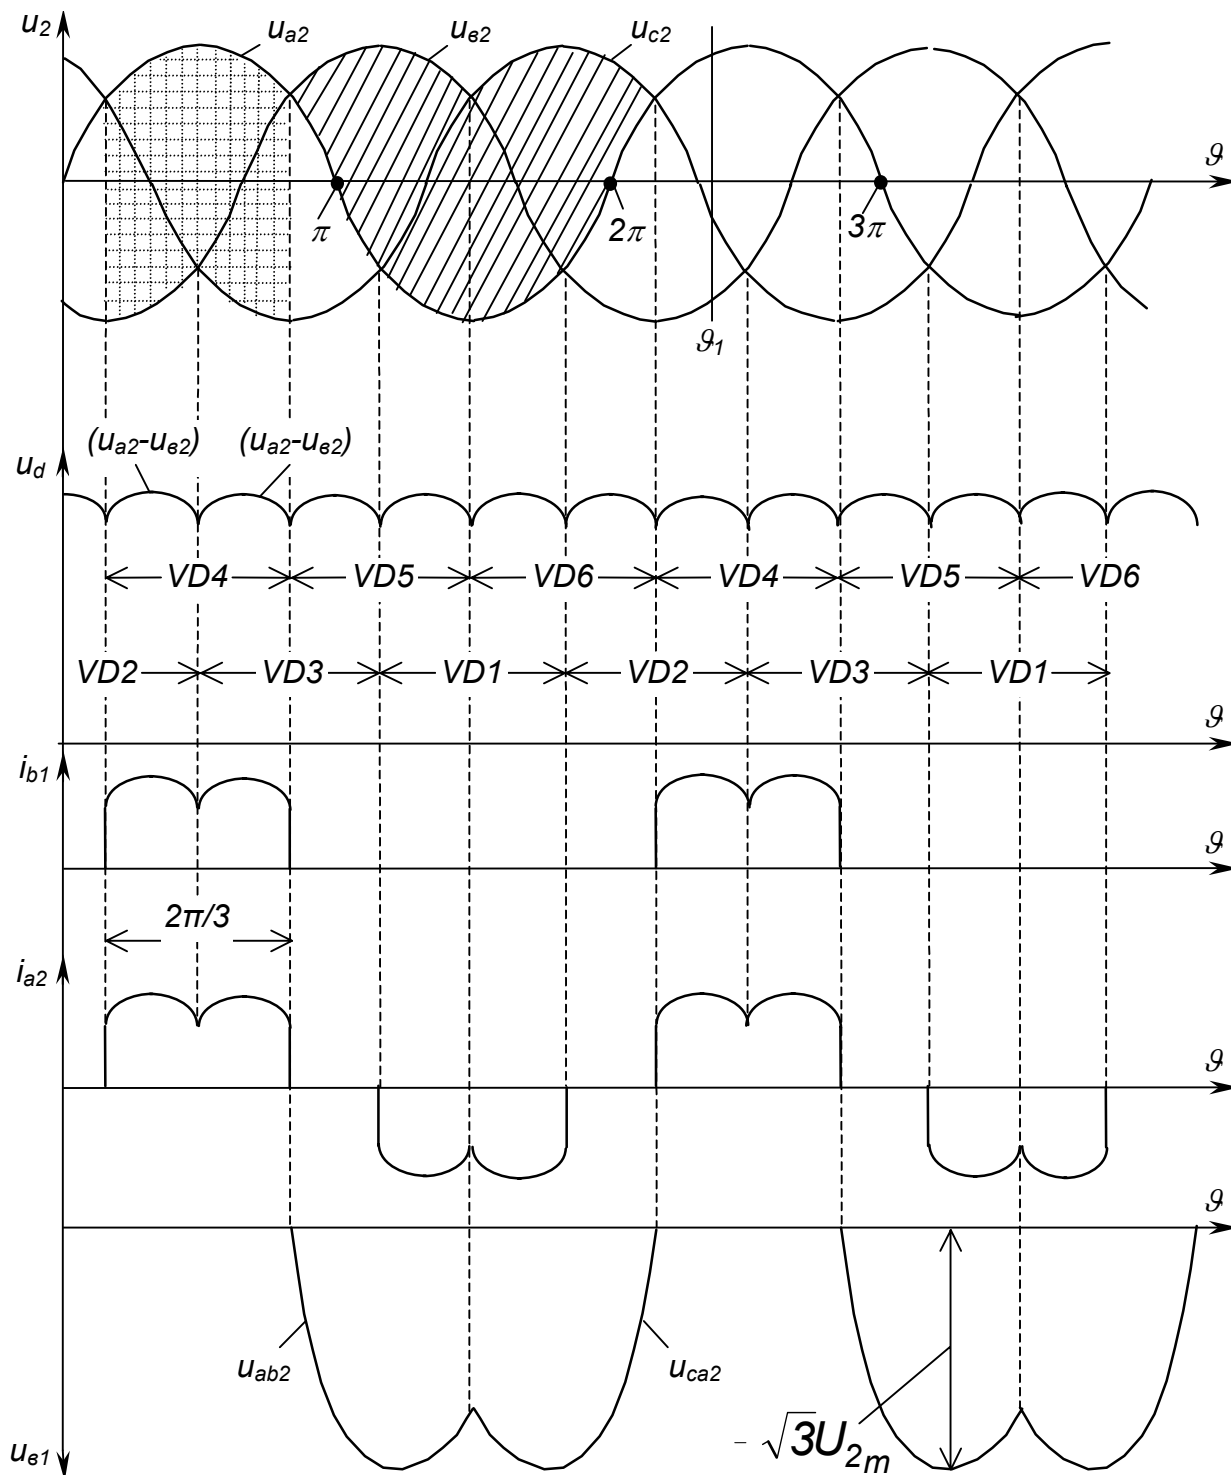 u2 ua2 uв2 uc2
ϑ
π 2π 3π
ϑ1
(ua2-uв2) (ua2-uв2)
ud
VD4 VD5 VD6 VD4 VD5 VD6
VD2 VD3 VD1 VD2 VD3 VD1
ϑ
ib1
ϑ
2π/3
ia2
ϑ
ϑ
uab2 uca2
- √3U2m
uв1